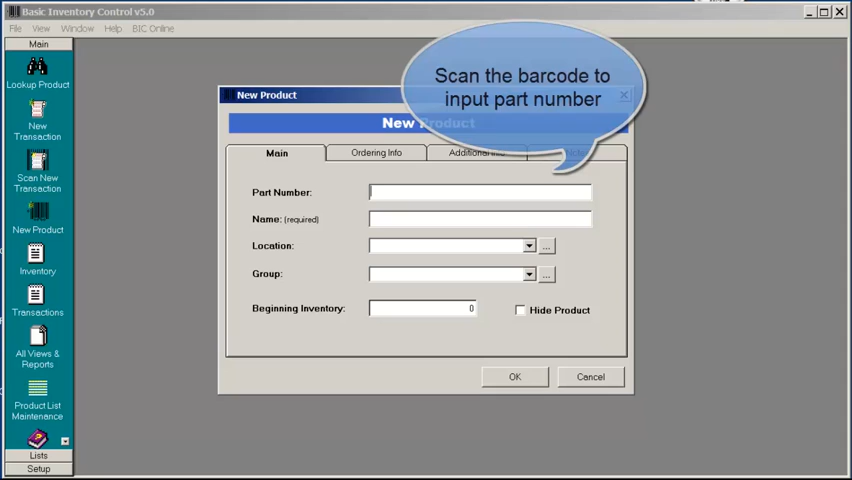 Basic Inventory Control v5.0
File View Window Help BIC Online
Main
Lookup Product
New
Transaction
Scan New
Transaction
New Product
Inventory
Transactions
All Views &
Reports
Product List
Maintenance
Lists
Setup
Scan the barcode to
input part number
New Product
New Product
Main Ordering Info Additional Info Notes
Part Number:
Name: (required)
Location: ...
Group: ...
Beginning Inventory: 0 Hide Product
OK Cancel